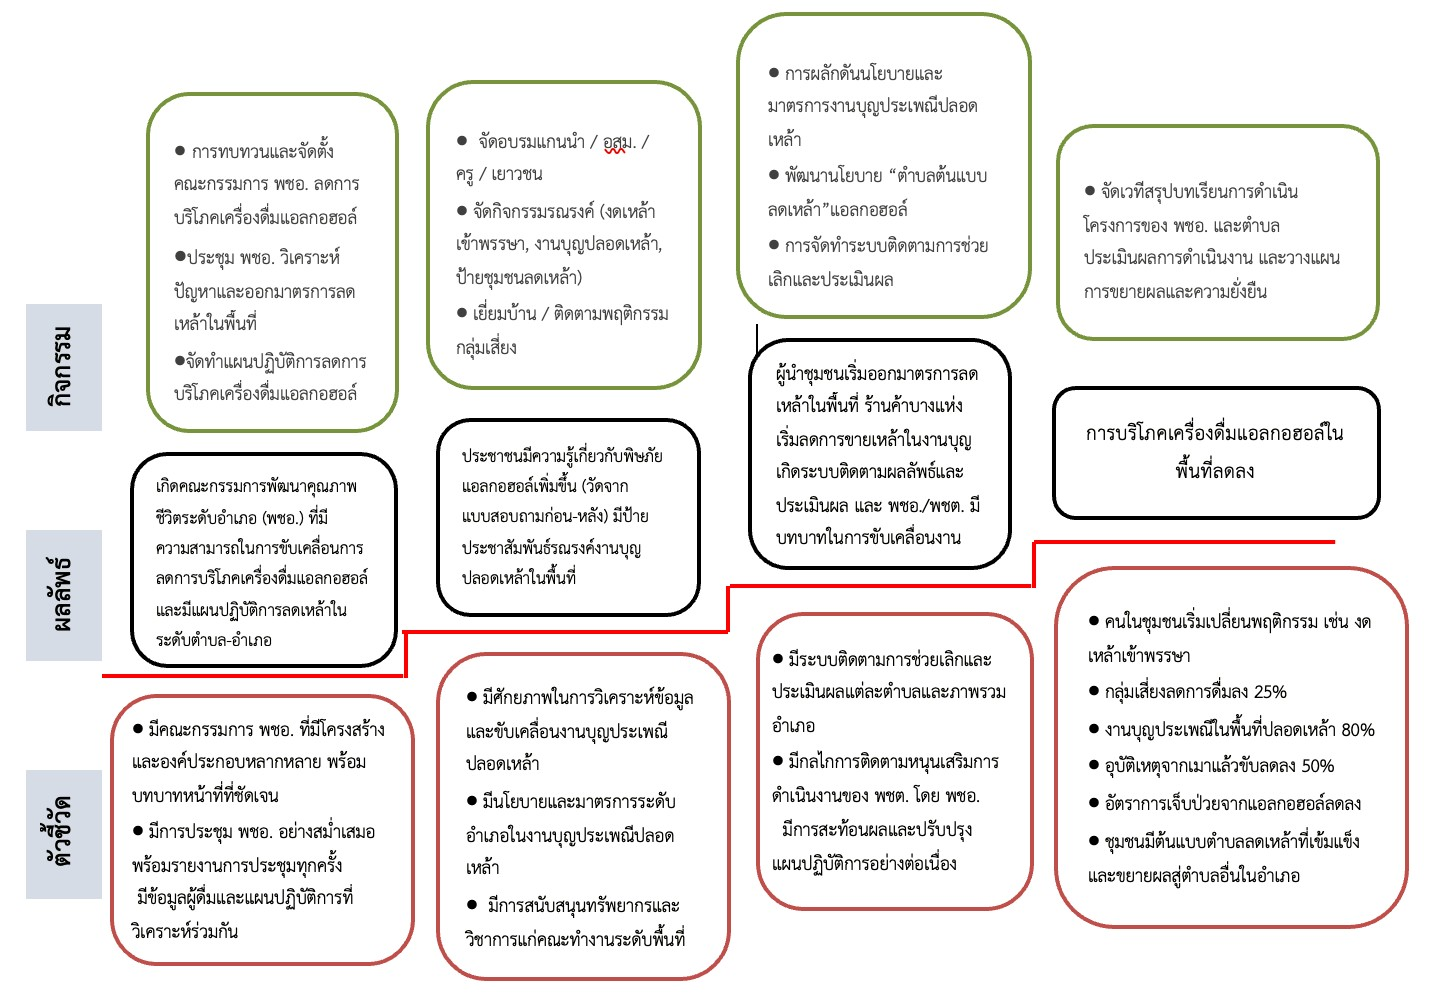 กิจกรรม
● การทบทวนและจัดตั้ง
คณะกรรมการ พชอ. ลดการ
บริโภคเครื่องดื่มแอลกอฮอล์
●ประชุม พชอ. วิเคราะห์
ปัญหาและออกมาตรการลด
เหล้าในพื้นที่
●จัดทำแผนปฏิบัติการลดการ
บริโภคเครื่องดื่มแอลกอฮอล์
● จัดอบรมแกนนำ / อสม. /
ครู / เยาวชน
● จัดกิจกรรมรณรงค์ (งดเหล้า
เข้าพรรษา, งานบุญปลอดเหล้า,
ป้ายชุมชนลดเหล้า)
● เยี่ยมบ้าน / ติดตามพฤติกรรม
กลุ่มเสี่ยง
● การผลักดันนโยบายและ
มาตรการงานบุญประเพณีปลอด
เหล้า
● พัฒนานโยบาย “ตำบลต้นแบบ
ลดเหล้า”แอลกอฮอล์
● การจัดทำระบบติดตามการช่วย
เลิกและประเมินผล
● จัดเวทีสรุปบทเรียนการดำเนิน
โครงการของ พชอ. และตำบล
ประเมินผลการดำเนินงาน และวางแผน
การขยายผลและความยั่งยืน
ผลลัพธ์
เกิดคณะกรรมการพัฒนาคุณภาพ
ชีวิตระดับอำเภอ (พชอ.) ที่มี
ความสามารถในการขับเคลื่อนการ
ลดการบริโภคเครื่องดื่มแอลกอฮอล์
และมีแผนปฏิบัติการลดเหล้าใน
ระดับตำบล-อำเภอ
ประชาชนมีความรู้เกี่ยวกับพิษภัย
แอลกอฮอล์เพิ่มขึ้น (วัดจาก
แบบสอบถามก่อน-หลัง) มีป้าย
ประชาสัมพันธ์รณรงค์งานบุญ
ปลอดเหล้าในพื้นที่
ผู้นำชุมชนเริ่มออกมาตรการลด
เหล้าในพื้นที่ ร้านค้าบางแห่ง
เริ่มลดการขายเหล้าในงานบุญ
เกิดระบบติดตามผลลัพธ์และ
ประเมินผล และ พชอ./พชต. มี
บทบาทในการขับเคลื่อนงาน
การบริโภคเครื่องดื่มแอลกอฮอล์ใน
พื้นที่ลดลง
ตัวชี้วัด
● มีคณะกรรมการ พชอ. ที่มีโครงสร้าง
และองค์ประกอบหลากหลาย พร้อม
บทบาทหน้าที่ที่ชัดเจน
● มีการประชุม พชอ. อย่างสม่ำเสมอ
พร้อมรายงานการประชุมทุกครั้ง
มีข้อมูลผู้ดื่มและแผนปฏิบัติการที่
วิเคราะห์ร่วมกัน
● มีศักยภาพในการวิเคราะห์ข้อมูล
และขับเคลื่อนงานบุญประเพณี
ปลอดเหล้า
● มีนโยบายและมาตรการระดับ
อำเภอในงานบุญประเพณีปลอด
เหล้า
● มีการสนับสนุนทรัพยากรและ
วิชาการแก่คณะทำงานระดับพื้นที่
● มีระบบติดตามการช่วยเลิกและ
ประเมินผลแต่ละตำบลและภาพรวม
อำเภอ
● มีกลไกการติดตามหนุนเสริมการ
ดำเนินงานของ พชต. โดย พชอ.
มีการสะท้อนผลและปรับปรุง
แผนปฏิบัติการอย่างต่อเนื่อง
● คนในชุมชนเริ่มเปลี่ยนพฤติกรรม เช่น งด
เหล้าเข้าพรรษา
● กลุ่มเสี่ยงลดการดื่มลง 25%
● งานบุญประเพณีในพื้นที่ปลอดเหล้า 80%
● อุบัติเหตุจากเมาแล้วขับลดลง 50%
● อัตราการเจ็บป่วยจากแอลกอฮอล์ลดลง
● ชุมชนมีต้นแบบตำบลลดเหล้าที่เข้มแข็ง
และขยายผลสู่ตำบลอื่นในอำเภอ